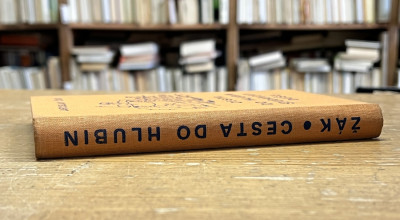 ŽÁK • CESTA DO HLUBIN